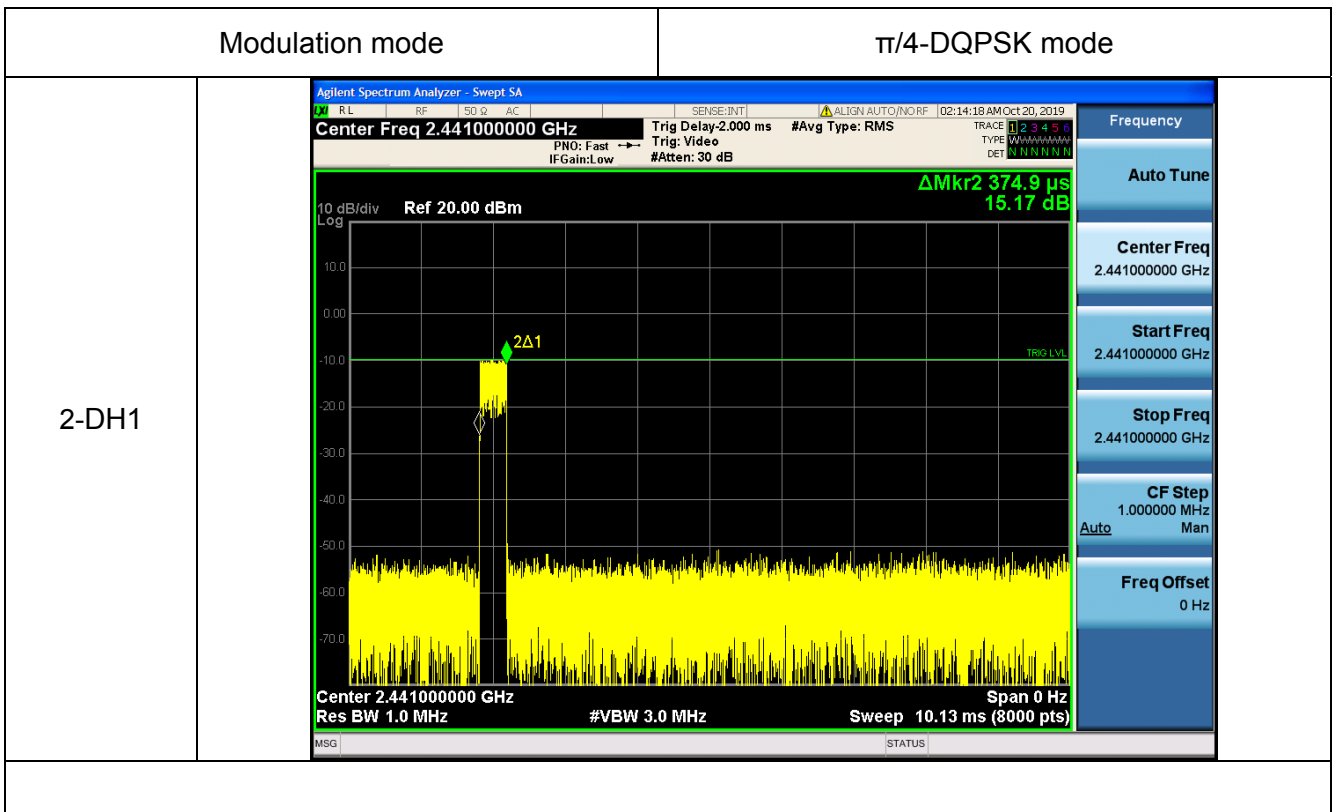 Modulation mode
π/4-DQPSK mode
2-DH1
Agilent Spectrum Analyzer - Swept SA
LXI RL RF 50 Ω AC SENSE:INT ALIGN AUTO/NO RF 02:14:18 AM Oct 20, 2019
Center Freq 2.441000000 GHz
PNO: Fast
IFGain:Low
Trig Delay-2.000 ms
Trig: Video
#Atten: 30 dB
#Avg Type: RMS
TRACE 1 2 3 4 5 6
TYPE WWWWWW
DET N N N N N N
ΔMkr2 374.9 µs
15.17 dB
10 dB/div Ref 20.00 dBm
Log
10.0
0.00
-10.0
-20.0
-30.0
-40.0
-50.0
-60.0
-70.0
2Δ1
TRIG LVL
Center 2.441000000 GHz Span 0 Hz
Res BW 1.0 MHz #VBW 3.0 MHz Sweep 10.13 ms (8000 pts)
MSG STATUS
Frequency
Auto Tune
Center Freq
2.441000000 GHz
Start Freq
2.441000000 GHz
Stop Freq
2.441000000 GHz
CF Step
1.000000 MHz
Auto Man
Freq Offset
0 Hz